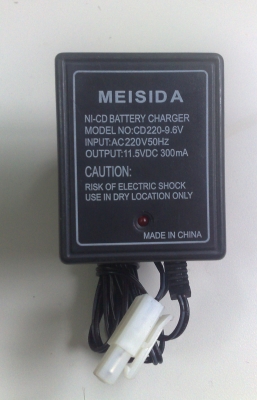 MEISIDA
NI-CD BATTERY CHARGER
MODEL NO:CD220-9.6V
INPUT:AC220V50Hz
OUTPUT:11.5VDC 300mA
CAUTION:
RISK OF ELECTRIC SHOCK
USE IN DRY LOCATION ONLY
MADE IN CHINA